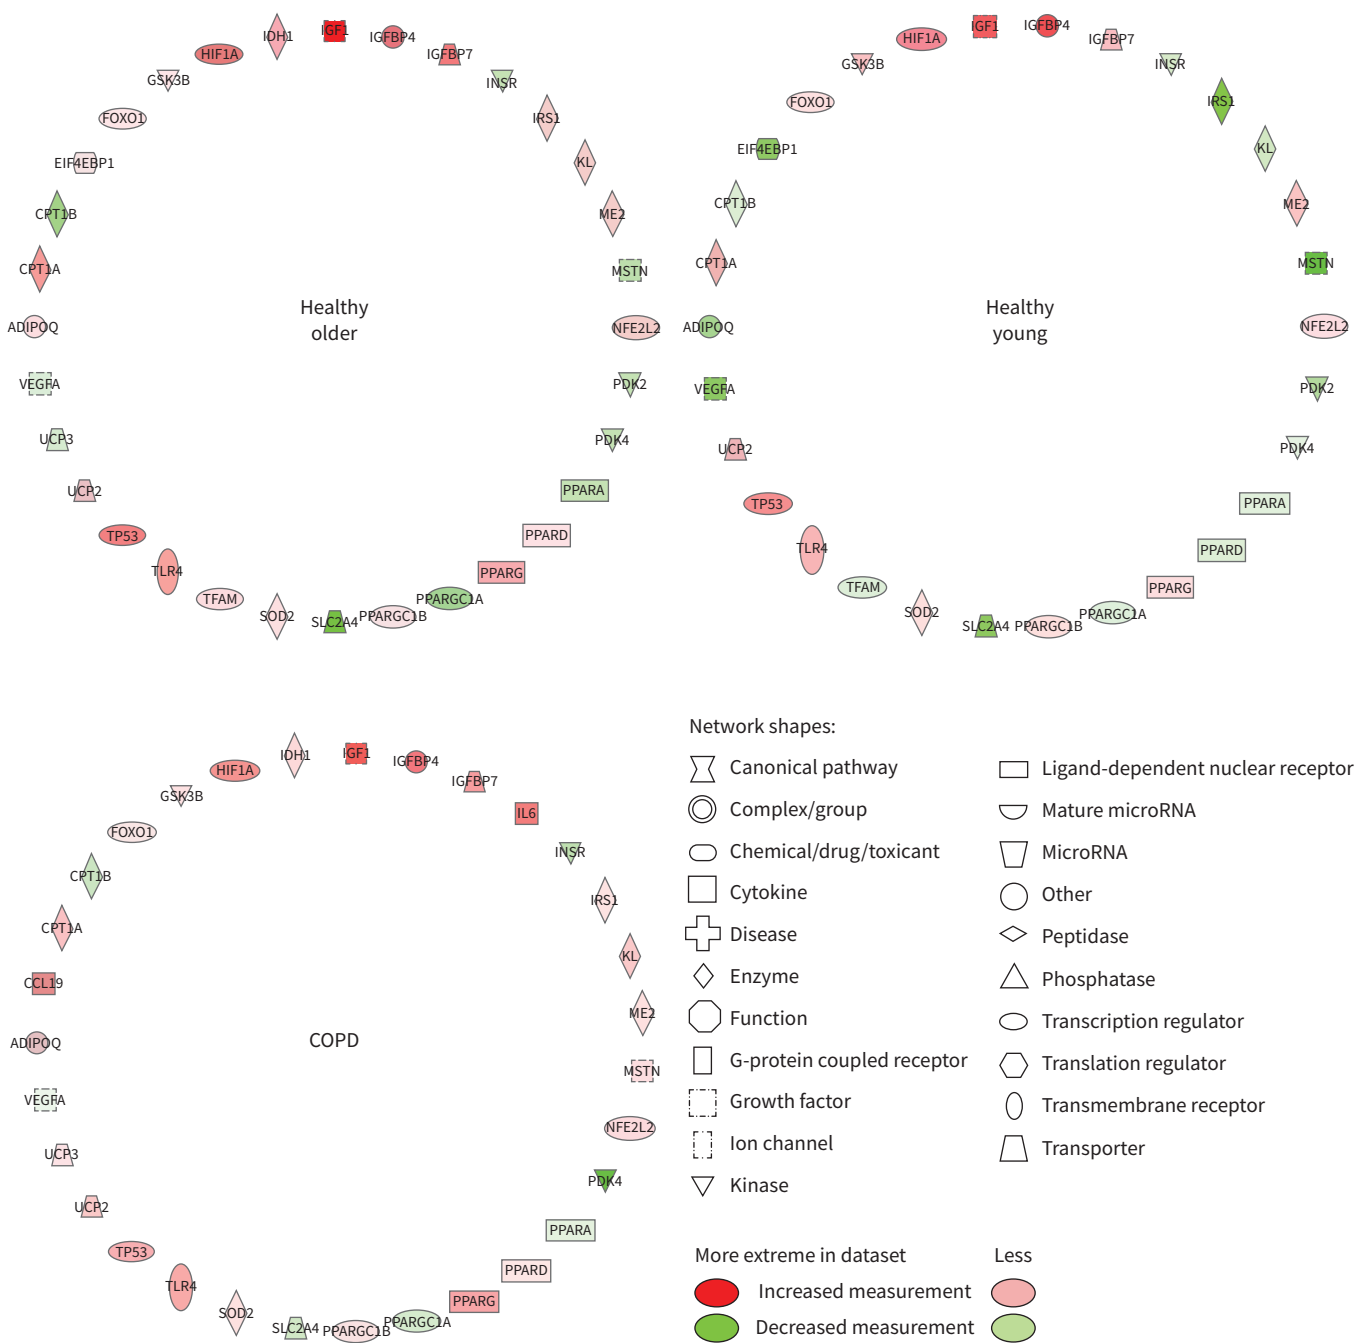 IDH1
IGF1
IGFBP4
IGFBP7
INSR
IRS1
KL
ME2
MSTN
NFE2L2
PDK2
PDK4
PPARA
PPARD
PPARG
PPARGC1A
PPARGC1B
SLC2A4
SOD2
TFAM
TLR4
TP53
UCP2
UCP3
VEGFA
ADIPOQ
CPT1A
CPT1B
EIF4EBP1
FOXO1
GSK3B
HIF1A
Healthy
older
IGF1
IGFBP4
IGFBP7
INSR
IRS1
KL
ME2
MSTN
NFE2L2
PDK2
PDK4
PPARA
PPARD
PPARG
PPARGC1A
PPARGC1B
SLC2A4
SOD2
TFAM
TLR4
TP53
UCP2
VEGFA
ADIPOQ
CPT1A
CPT1B
EIF4EBP1
FOXO1
GSK3B
HIF1A
Healthy
young
IDH1
IGF1
IGFBP4
IGFBP7
IL6
INSR
IRS1
KL
ME2
MSTN
NFE2L2
PDK4
PPARA
PPARD
PPARG
PPARGC1A
PPARGC1B
SLC2A4
SOD2
TLR4
TP53
UCP2
UCP3
VEGFA
ADIPOQ
CCL19
CPT1A
CPT1B
FOXO1
GSK3B
HIF1A
COPD
Network shapes:
Canonical pathway
Complex/group
Chemical/drug/toxicant
Cytokine
Disease
Enzyme
Function
G-protein coupled receptor
Growth factor
Ion channel
Kinase
Ligand-dependent nuclear receptor
Mature microRNA
MicroRNA
Other
Peptidase
Phosphatase
Transcription regulator
Translation regulator
Transmembrane receptor
Transporter
More extreme in dataset Less
Increased measurement
Decreased measurement